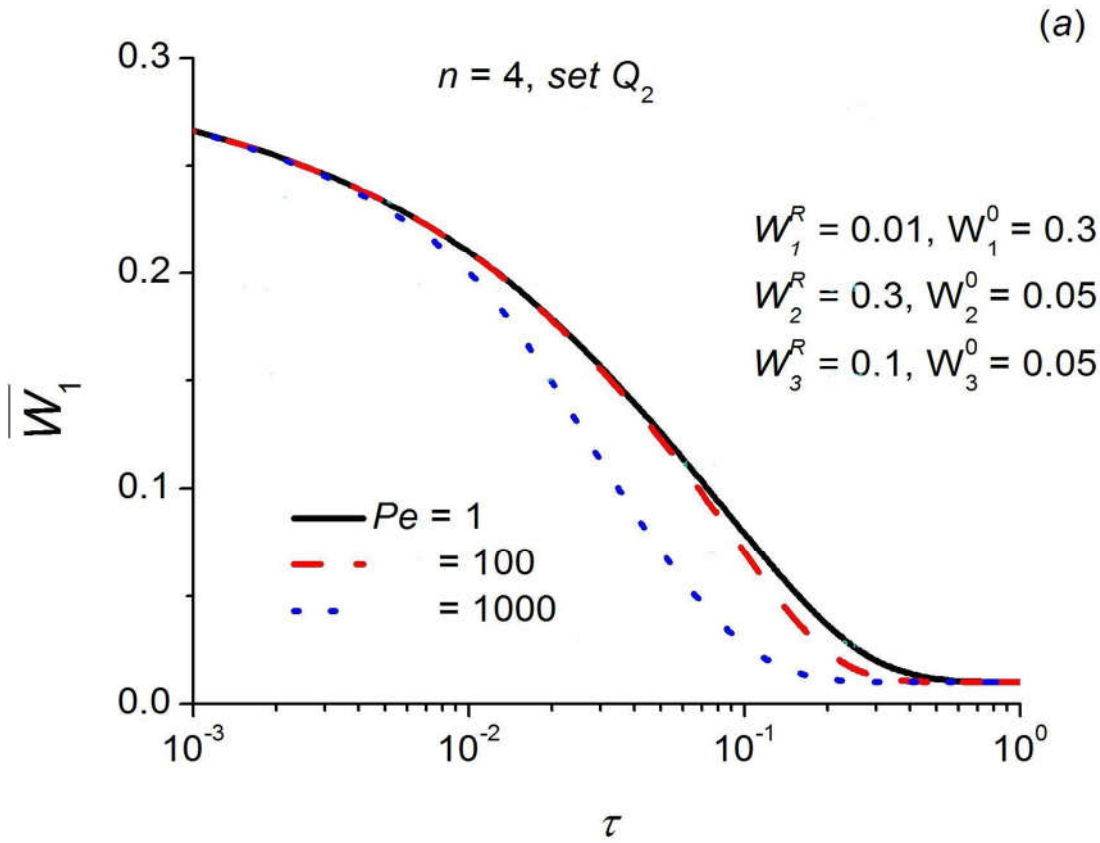 (a)
0.3
n = 4, set Q₂
W₁ᴿ = 0.01, W₁⁰ = 0.3
0.2
W₂ᴿ = 0.3, W₂⁰ = 0.05
W₃ᴿ = 0.1, W₃⁰ = 0.05
W̅₁
0.1
Pe = 1
= 100
= 1000
0.0
10⁻³ 10⁻² 10⁻¹ 10⁰
τ